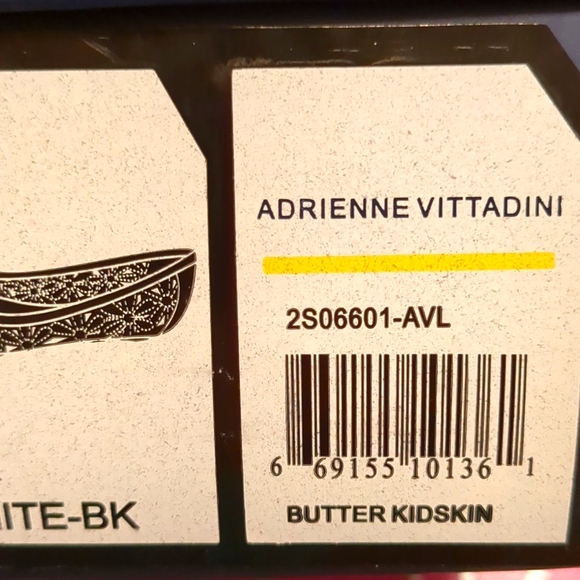 ADRIENNE VITTADINI
2S06601-AVL
6 69155 10136 1
ITE-BK
BUTTER KIDSKIN